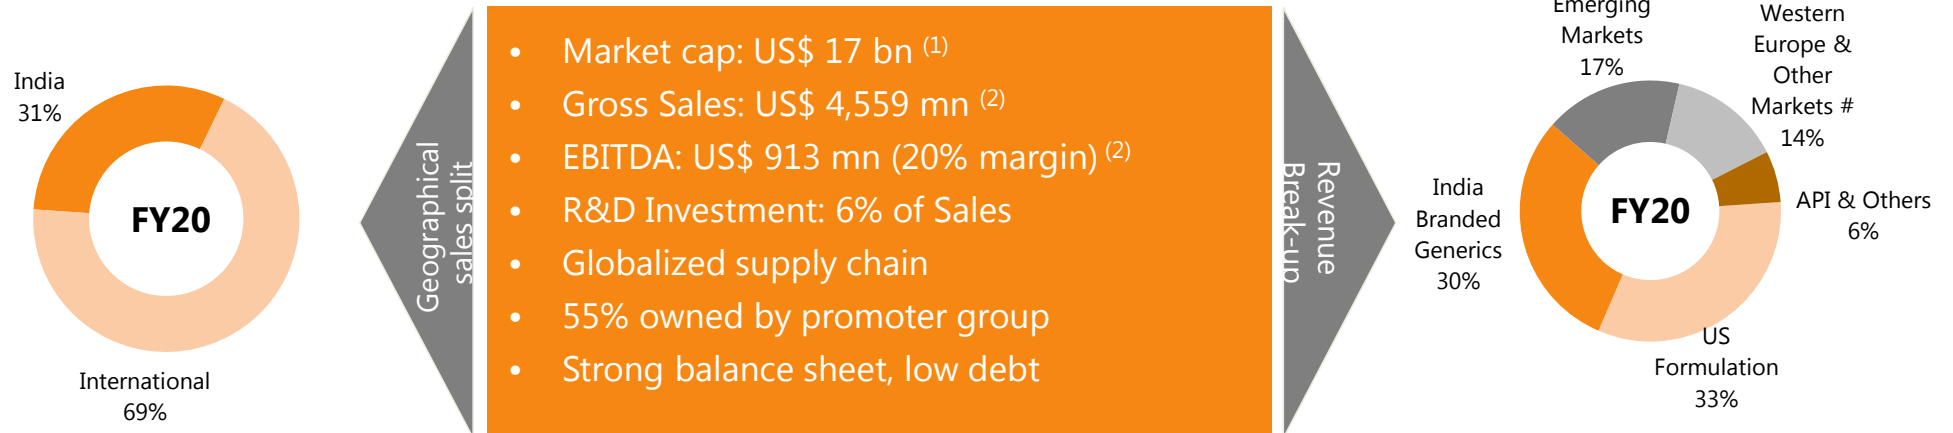 India
31%
FY20
International
69%
Geographical
sales split
• Market cap: US$ 17 bn (1)
• Gross Sales: US$ 4,559 mn (2)
• EBITDA: US$ 913 mn (20% margin) (2)
• R&D Investment: 6% of Sales
• Globalized supply chain
• 55% owned by promoter group
• Strong balance sheet, low debt
Revenue
Break-up
Emerging
Markets
17%
Western
Europe &
Other
Markets #
14%
India
Branded
Generics
30%
FY20
API & Others
6%
US
Formulation
33%